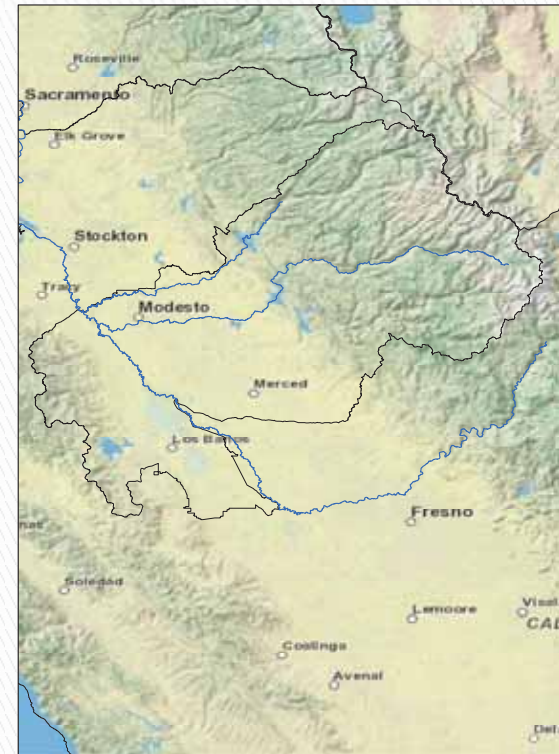 Roseville
Sacramento
Elk Grove
Stockton
Tracy
Modesto
Merced
Los Banos
Fresno
Soledad
Lemoore
Coalinga
Avenal